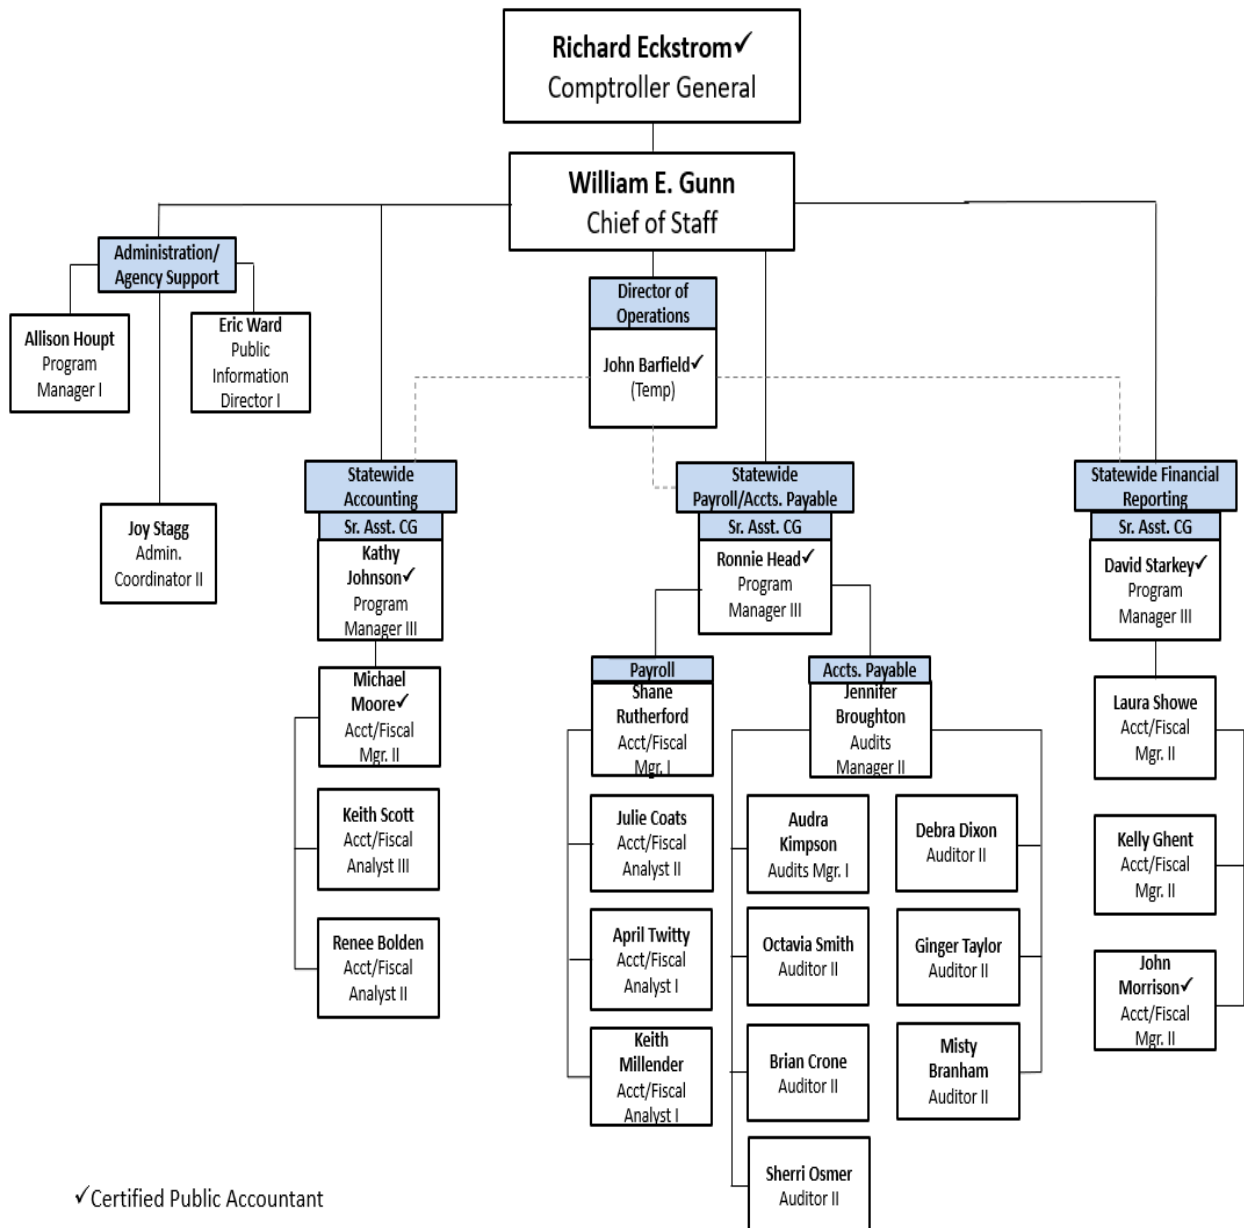 Richard Eckstrom✓
Comptroller General
William E. Gunn
Chief of Staff
Administration/
Agency Support
Allison Houpt
Program
Manager I
Eric Ward
Public
Information
Director I
Joy Stagg
Admin.
Coordinator II
Director of
Operations
John Barfield✓
(Temp)
Statewide
Accounting
Sr. Asst. CG
Kathy
Johnson✓
Program
Manager III
Michael
Moore✓
Acct/Fiscal
Mgr. II
Keith Scott
Acct/Fiscal
Analyst III
Renee Bolden
Acct/Fiscal
Analyst II
Statewide
Payroll/Accts. Payable
Sr. Asst. CG
Ronnie Head✓
Program
Manager III
Payroll
Shane
Rutherford
Acct/Fiscal
Mgr. I
Julie Coats
Acct/Fiscal
Analyst II
April Twitty
Acct/Fiscal
Analyst I
Keith
Millender
Acct/Fiscal
Analyst I
Accts. Payable
Jennifer
Broughton
Audits
Manager II
Audra
Kimpson
Audits Mgr. I
Octavia Smith
Auditor II
Brian Crone
Auditor II
Sherri Osmer
Auditor II
Debra Dixon
Auditor II
Ginger Taylor
Auditor II
Misty
Branham
Auditor II
Statewide Financial
Reporting
Sr. Asst. CG
David Starkey✓
Program
Manager III
Laura Showe
Acct/Fiscal
Mgr. II
Kelly Ghent
Acct/Fiscal
Mgr. II
John
Morrison✓
Acct/Fiscal
Mgr. II
✓Certified Public Accountant